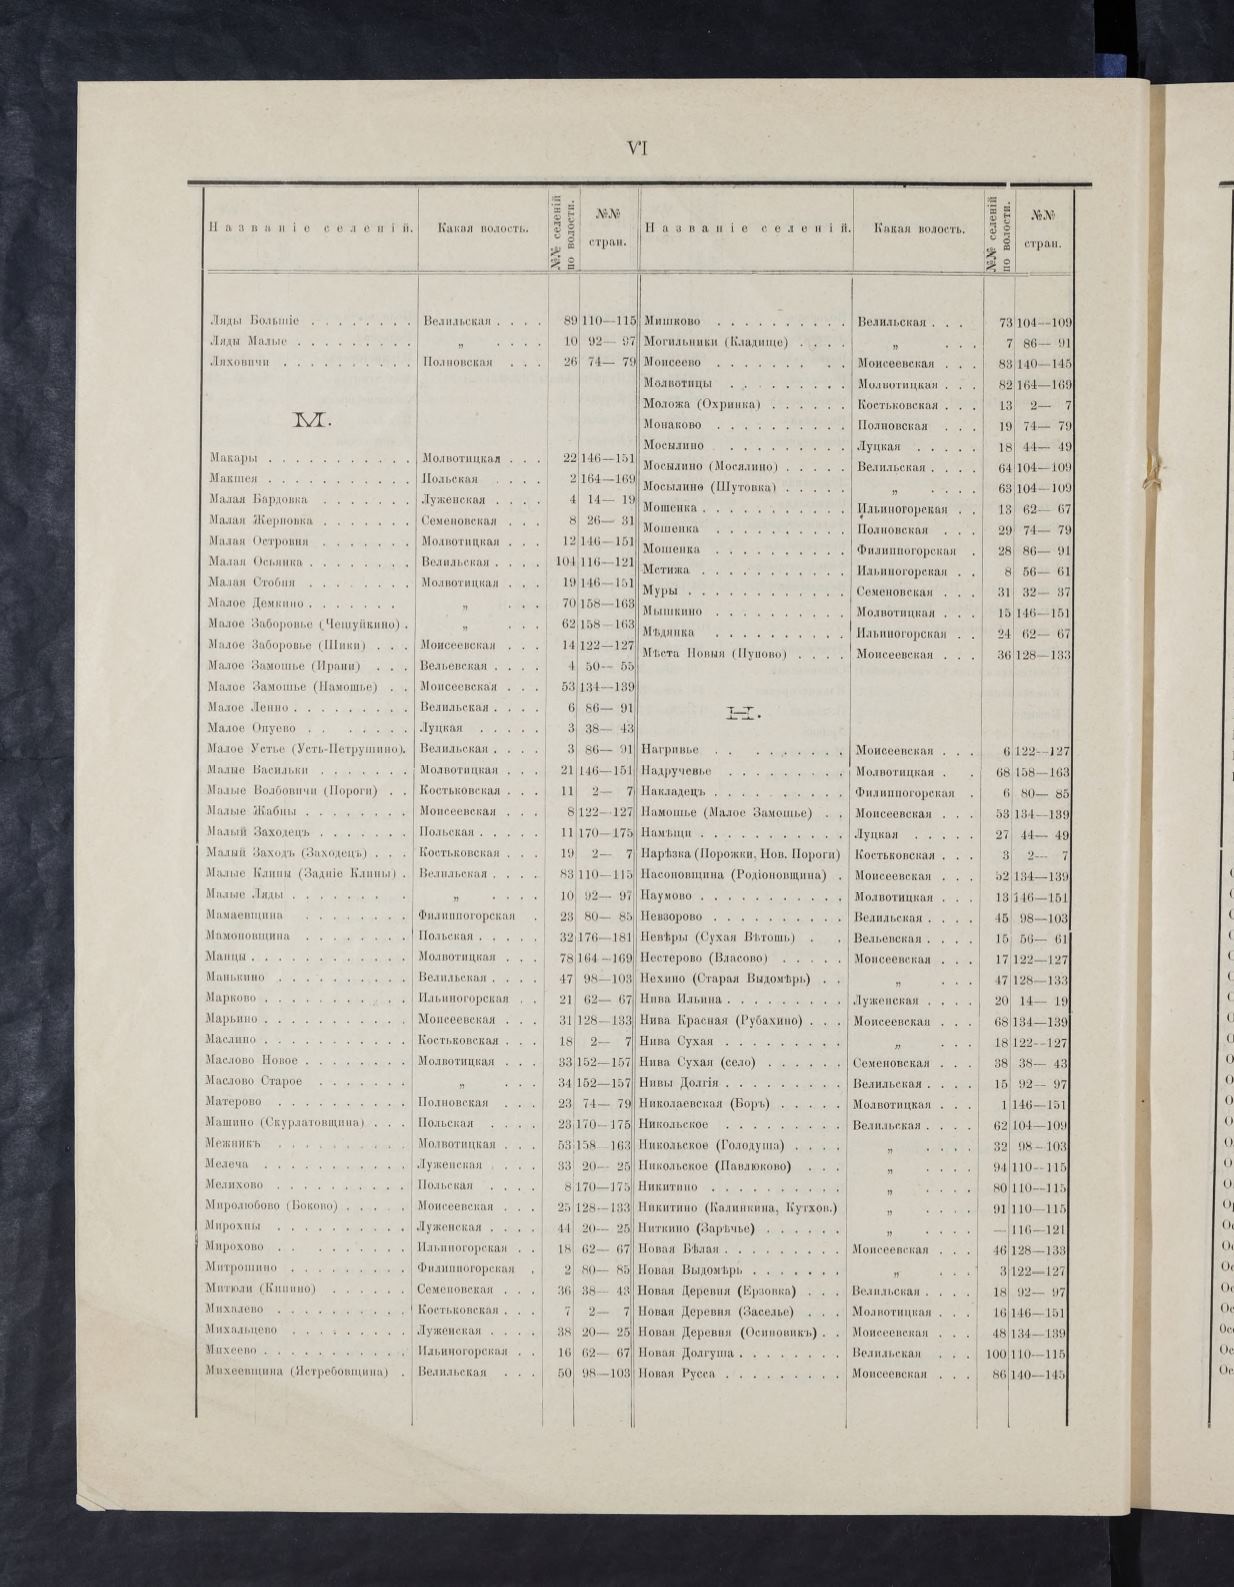 VI
Названіе селеній. Какая волость. №№ селеній по волости. №№ стран.
Ляды Большіе . . . . . . . . Велильская . . . . 89 110—115
Ляды Малые . . . . . . . . . „ . . . . 10 92— 97
Ляховичи . . . . . . . . . . Полновская . . . 26 74— 79
М.
Макары . . . . . . . . . . . Молвотицкая . . . 22 146—151
Макшея . . . . . . . . . . . Польская . . . . 2 164—169
Малая Бардовка . . . . . . . Луженская . . . . 4 14— 19
Малая Жерновка . . . . . . . Семеновская . . . 8 26— 31
Малая Островня . . . . . . . Молвотицкая . . . 12 146—151
Малая Осьянка . . . . . . . . Велильская . . . . 104 116—121
Малая Стобня . . . . . . . . Молвотицкая . . . 19 146—151
Малое Демкино . . . . . . . „ . . . 70 158—163
Малое Заборовье (Чешуйкино) . „ . . . 62 158—163
Малое Заборовье (Шики) . . . Моисеевская . . . 14 122—127
Малое Замошье (Ирани) . . . Вельевская . . . . 4 50— 55
Малое Замошье (Намошье) . . Моисеевская . . . 53 134—139
Малое Ленно . . . . . . . . . Велильская . . . . 6 86— 91
Малое Опуево . . . . . . . Луцкая . . . . . 3 38— 43
Малое Устье (Усть-Петрушино). Велильская . . . . 3 86— 91
Малые Васильки . . . . . . . Молвотицкая . . . 21 146—151
Малые Волбовичи (Пороги) . . Костьковская . . . 11 2— 7
Малые Жабны . . . . . . . . Моисеевская . . . 8 122—127
Малый Заходецъ . . . . . . . Польская . . . . . 11 170—175
Малый Заходъ (Заходецъ) . . . Костьковская . . . 19 2— 7
Малые Клины (Задніе Клины) . Велильская . . . . 83 110—115
Малые Ляды . . . . . . . . . „ . . . . 10 92— 97
Мамаевщина . . . . . . . . Филиппогорская . 23 80— 85
Мамоновщина . . . . . . . . Польская . . . . . 32 176—181
Манцы . . . . . . . . . . . . Молвотицкая . . . 78 164—169
Манькино . . . . . . . . . . Велильская . . . . 47 98—103
Марково . . . . . . . . . . . Ильиногорская . . 21 62— 67
Марьино . . . . . . . . . . . Моисеевская . . . 31 128—133
Маслино . . . . . . . . . . . Костьковская . . . 18 2— 7
Маслово Новое . . . . . . . . Молвотицкая . . . 33 152—157
Маслово Старое . . . . . . . „ . . . 34 152—157
Матерово . . . . . . . . . . Полновская . . . 23 74— 79
Машино (Скурлатовщина) . . . Польская . . . . 23 170—175
Межникъ . . . . . . . . . . Молвотицкая . . . 53 158—163
Мелеча . . . . . . . . . . . Луженская . . . . 33 20— 25
Мелихово . . . . . . . . . . Польская . . . . 8 170—175
Миролюбово (Боково) . . . . . Моисеевская . . . 25 128—133
Мирохны . . . . . . . . . . Луженская . . . . 44 20— 25
Мирохово . . . . . . . . . . Ильиногорская . . 18 62— 67
Митрошино . . . . . . . . . Филиппогорская . 2 80— 85
Митюли (Кипино) . . . . . . Семеновская . . . 36 38— 43
Михалево . . . . . . . . . . Костьковская . . . 7 2— 7
Михальцево . . . . . . . . . Луженская . . . . 38 20— 25
Михеево . . . . . . . . . . . Ильиногорская . . 16 62— 67
Михеевщина (Ястребовщина) . Велильская . . . 50 98—103
Названіе селеній. Какая волость. №№ селеній по волости. №№ стран.
Мишково . . . . . . . . . . Велильская . . . 73 104—109
Могильники (Кладище) . . . . „ . . . 7 86— 91
Моисеево . . . . . . . . . Моисеевская . . . 83 140—145
Молвотицы . . . . . . . . . Молвотицкая . . . 82 164—169
Моложа (Охринка) . . . . . . Костьковская . . . 13 2— 7
Монаково . . . . . . . . . . Полновская . . . 19 74— 79
Мосылино . . . . . . . . . Луцкая . . . . . 18 44— 49
Мосылино (Мосялино) . . . . . Велильская . . . . 64 104—109
Мосылино (Шутовка) . . . . . „ . . . . 63 104—109
Мошенка . . . . . . . . . . . Ильиногорская . . 13 62— 67
Мошенка . . . . . . . . . . Полновская . . . 29 74— 79
Мошенка . . . . . . . . . . Филиппогорская . 28 86— 91
Мстижа . . . . . . . . . . . Ильиногорская . . 8 56— 61
Муры . . . . . . . . . . . . Семеновская . . . 31 32— 37
Мышкино . . . . . . . . . . Молвотицкая . . . 15 146—151
Мѣдянка . . . . . . . . . . Ильиногорская . . 24 62— 67
Мѣста Новыя (Пуново) . . . . Моисеевская . . . 36 128—133
Н.
Нагривье . . . . . . . . . Моисеевская . . . 6 122—127
Надручевье . . . . . . . . . Молвотицкая . . 68 158—163
Накладецъ . . . . . . . . . . Филиппогорская . 6 80— 85
Намошье (Малое Замошье) . . Моисеевская . . . 53 134—139
Намѣщи . . . . . . . . . . . Луцкая . . . . . 27 44— 49
Нарѣзка (Порожки, Нов. Пороги) Костьковская . . . 3 2— 7
Насоновщина (Родіоновщина) . Моисеевская . . . 52 134—139
Наумово . . . . . . . . . . . Молвотицкая . . . 13 146—151
Невзорово . . . . . . . . . . Велильская . . . . 45 98—103
Невѣры (Сухая Вѣтошь) . . Вельевская . . . . 15 56— 61
Нестерово (Власово) . . . . . Моисеевская . . . 17 122—127
Нехино (Старая Выдомѣрь) . . „ . . . 47 128—133
Нива Ильина . . . . . . . . . Луженская . . . . 20 14— 19
Нива Красная (Рубахино) . . . Моисеевская . . . 68 134—139
Нива Сухая . . . . . . . . . „ . . . 18 122—127
Нива Сухая (село) . . . . . . Семеновская . . . 38 38— 43
Нивы Долгія . . . . . . . . . Велильская . . . . 15 92— 97
Николаевская (Боръ) . . . . . Молвотицкая . . . 1 146—151
Никольское . . . . . . . . . Велильская . . . . 62 104—109
Никольское (Голодуша) . . . . „ . . . . 32 98—103
Никольское (Павлюково) . . . „ . . . . 94 110—115
Никитино . . . . . . . . . . „ . . . . 80 110—115
Никитино (Калинкина, Кутхов.) „ . . . . 91 110—115
Ниткино (Зарѣчье) . . . . . . „ . . . . — 116—121
Новая Бѣлая . . . . . . . . . Моисеевская . . . 46 128—133
Новая Выдомѣрь . . . . . . . „ . . . 3 122—127
Новая Деревня (Ерзовка) . . . Велильская . . . . 18 92— 97
Новая Деревня (Заселье) . . . Молвотицкая . . . 16 146—151
Новая Деревня (Осиновикъ) . . Моисеевская . . . 48 134—139
Новая Долгуша . . . . . . . . Велильская . . . 100 110—115
Новая Русса . . . . . . . . . Моисеевская . . . 86 140—145